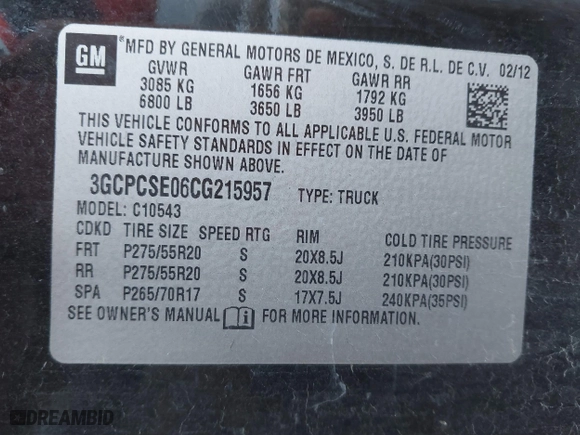 GM
MFD BY GENERAL MOTORS DE MEXICO, S. DE R.L. DE C.V. 02/12
GVWR GAWR FRT GAWR RR
3085 KG 1656 KG 1792 KG
6800 LB 3650 LB 3950 LB
THIS VEHICLE CONFORMS TO ALL APPLICABLE U.S. FEDERAL MOTOR
VEHICLE SAFETY STANDARDS IN EFFECT ON THE DATE OF
MANUFACTURE SHOWN ABOVE.
3GCPCSE06CG215957 TYPE: TRUCK
MODEL: C10543
CDKD TIRE SIZE SPEED RTG RIM COLD TIRE PRESSURE
FRT P275/55R20 S 20X8.5J 210KPA(30PSI)
RR P275/55R20 S 20X8.5J 210KPA(30PSI)
SPA P265/70R17 S 17X7.5J 240KPA(35PSI)
SEE OWNER'S MANUAL FOR MORE INFORMATION.
DREAMBID